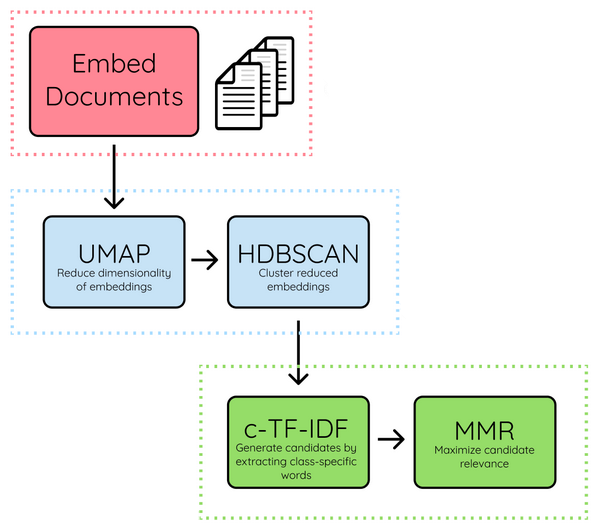 Embed
Documents
UMAP
Reduce dimensionality
of embeddings
HDBSCAN
Cluster reduced
embeddings
c-TF-IDF
Generate candidates by
extracting class-specific
words
MMR
Maximize candidate
relevance